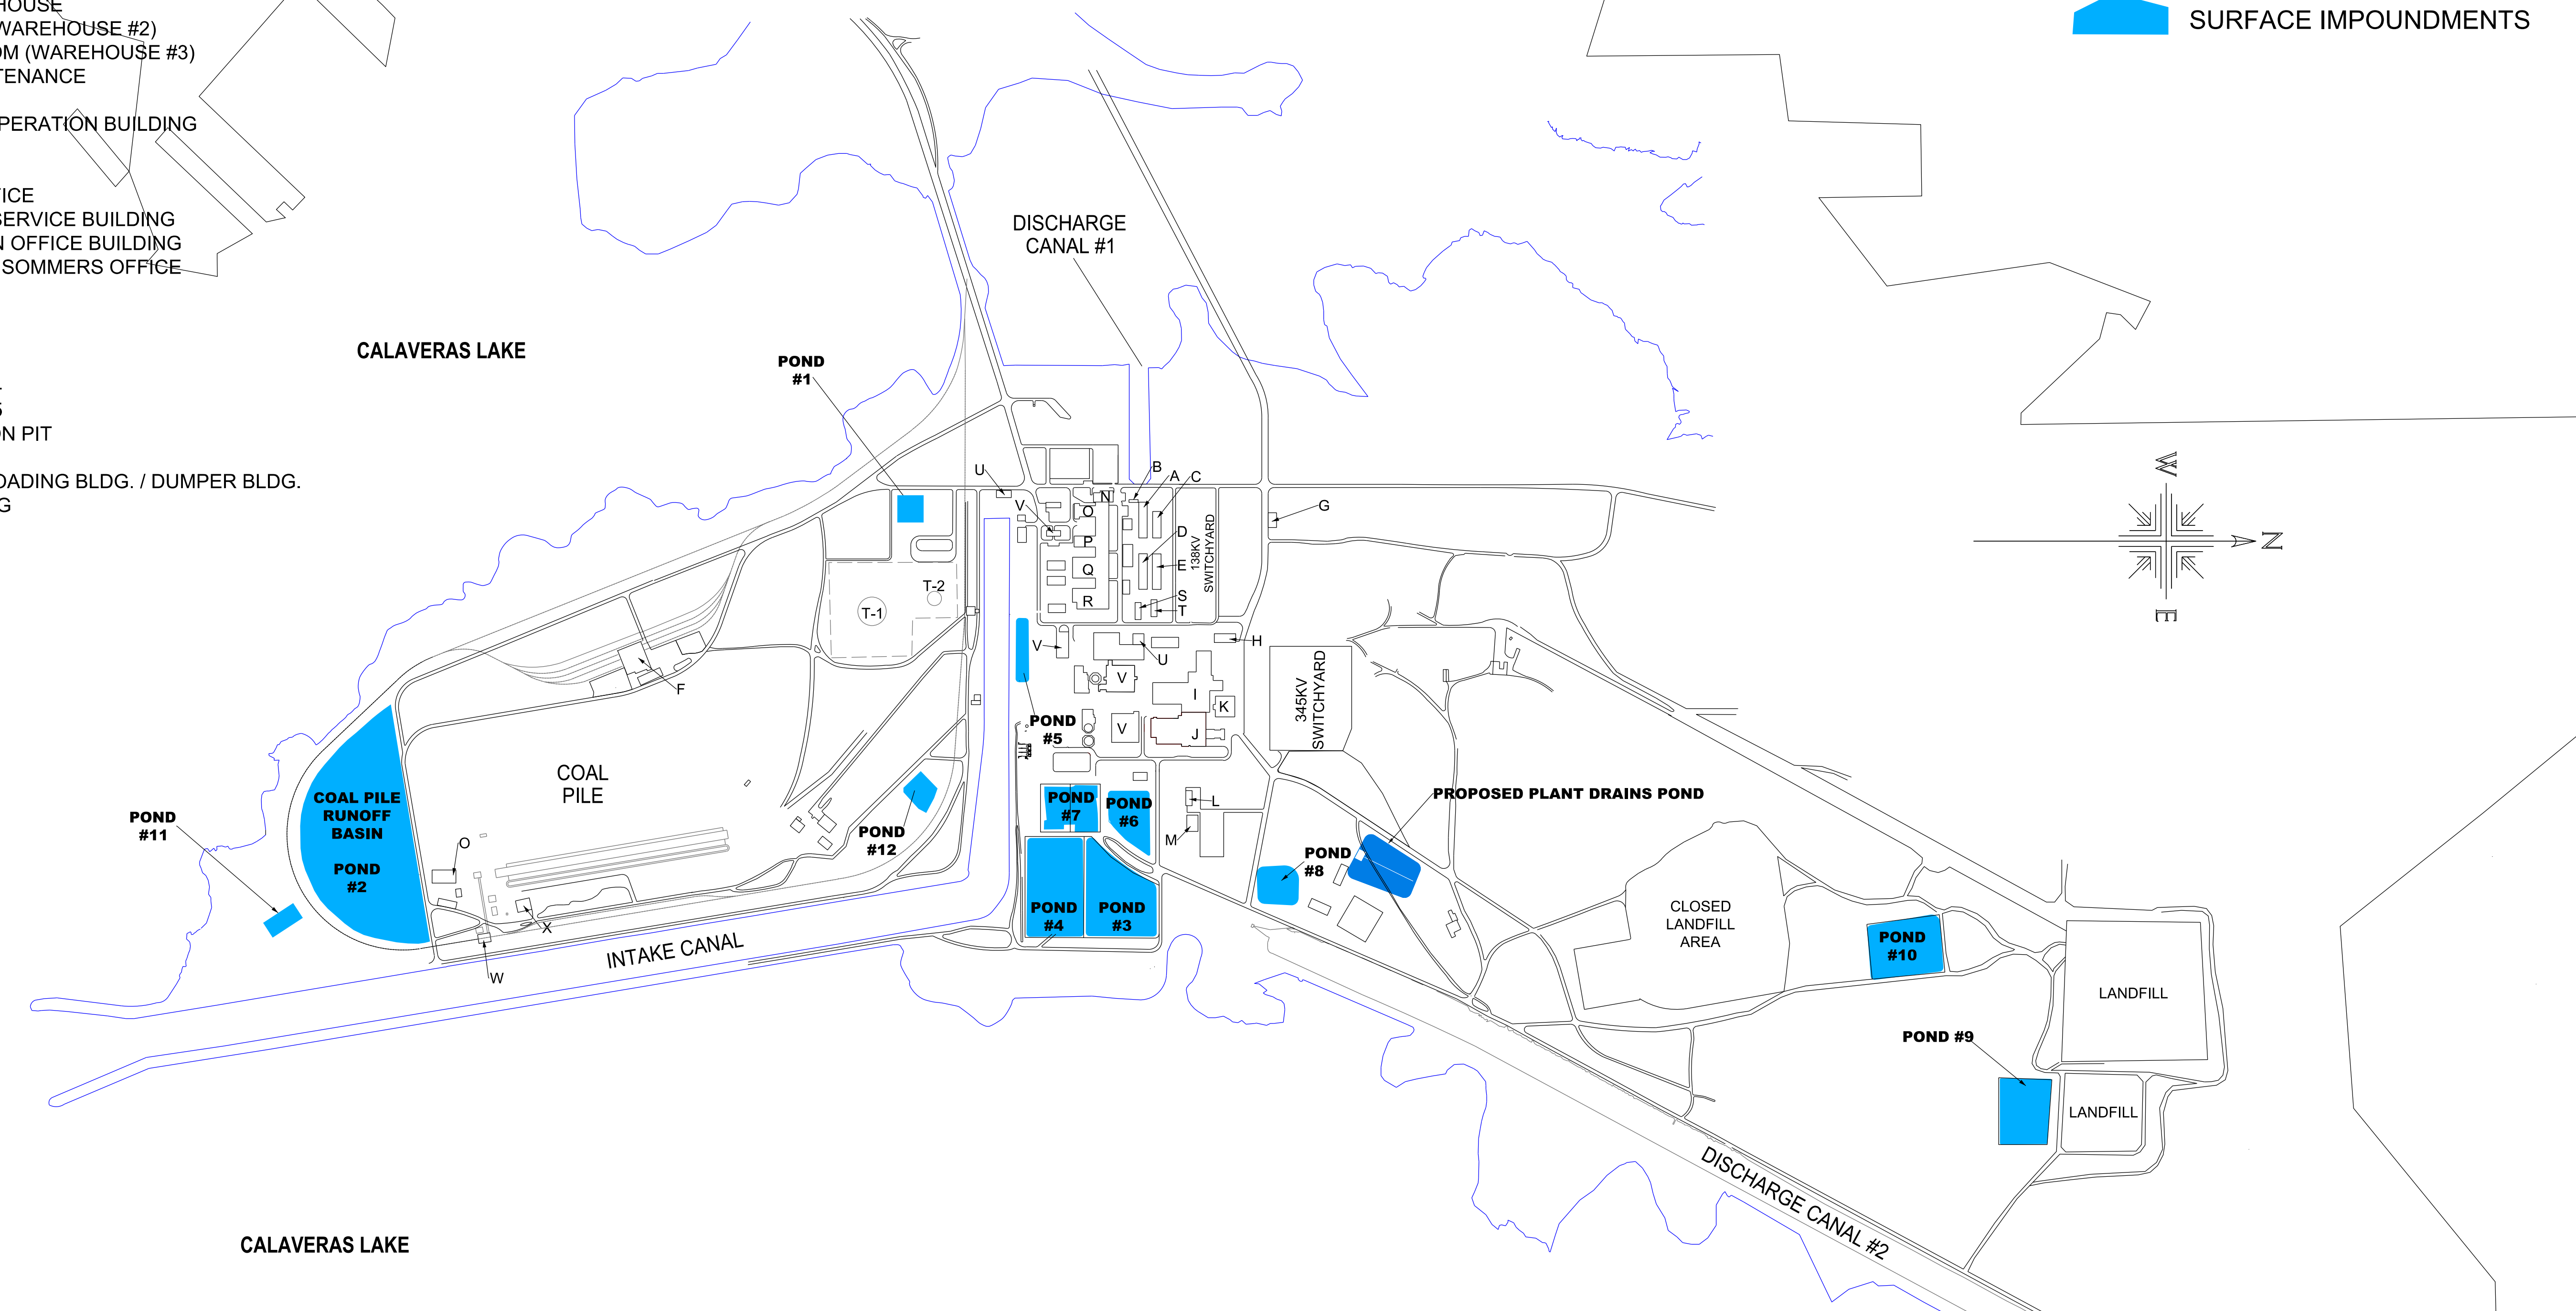 HOUSE
WAREHOUSE #2)
OM (WAREHOUSE #3)
TENANCE
PERATION BUILDING
VICE
SERVICE BUILDING
N OFFICE BUILDING
SOMMERS OFFICE
ON PIT
OADING BLDG. / DUMPER BLDG.
G
SURFACE IMPOUNDMENTS
DISCHARGE
CANAL #1
CALAVERAS LAKE
POND
#1
U
V
N
O
P
Q
R
B
A
C
D
E
S
T
138KV
SWITCHYARD
G
H
W
N
E
T-1
T-2
F
V
U
V
I
K
V
J
345KV
SWITCHYARD
POND
#5
COAL
PILE
COAL PILE
RUNOFF
BASIN
POND
#2
POND
#11
O
X
W
POND
#12
INTAKE CANAL
POND
#7
POND
#6
L
M
POND
#4
POND
#3
POND
#8
PROPOSED PLANT DRAINS POND
CLOSED
LANDFILL
AREA
POND
#10
LANDFILL
POND #9
LANDFILL
DISCHARGE CANAL #2
CALAVERAS LAKE